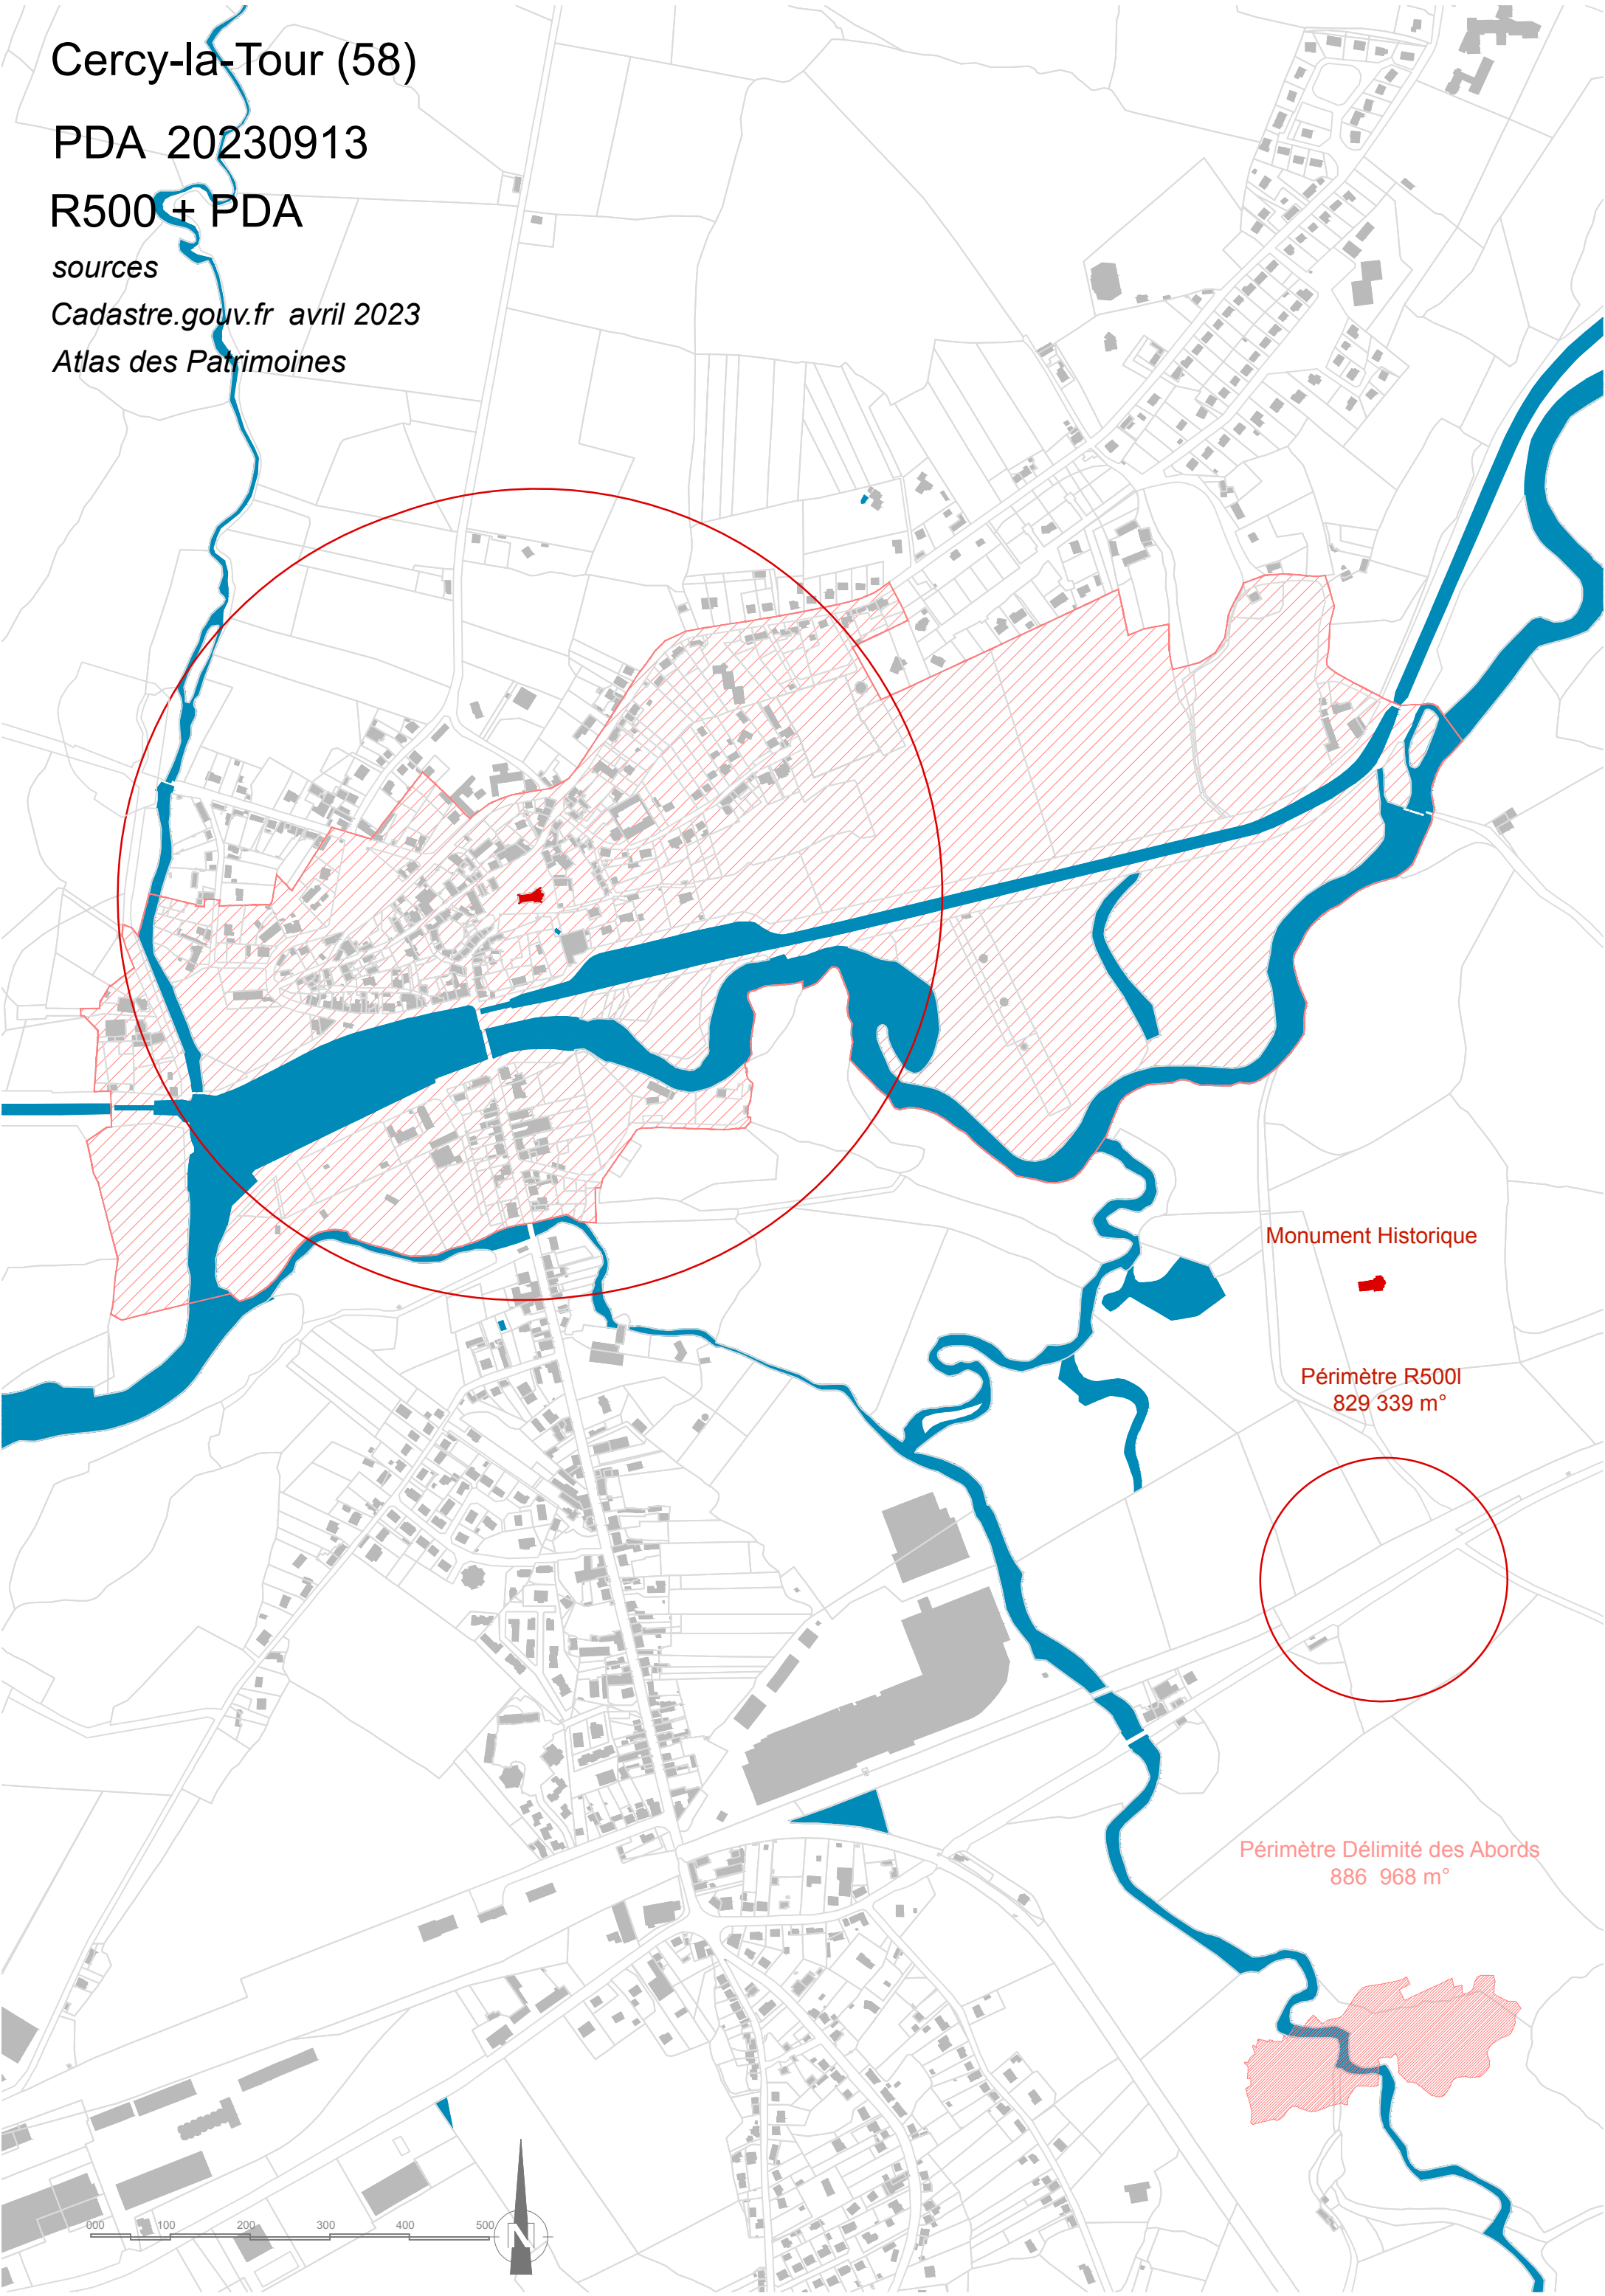 Cercy-la-Tour (58)
PDA 20230913
R500 + PDA
sources
Cadastre.gouv.fr avril 2023
Atlas des Patrimoines
Monument Historique
Périmètre R500l
829 339 m°
Périmètre Délimité des Abords
886 968 m°
000 100 200 300 400 500
N